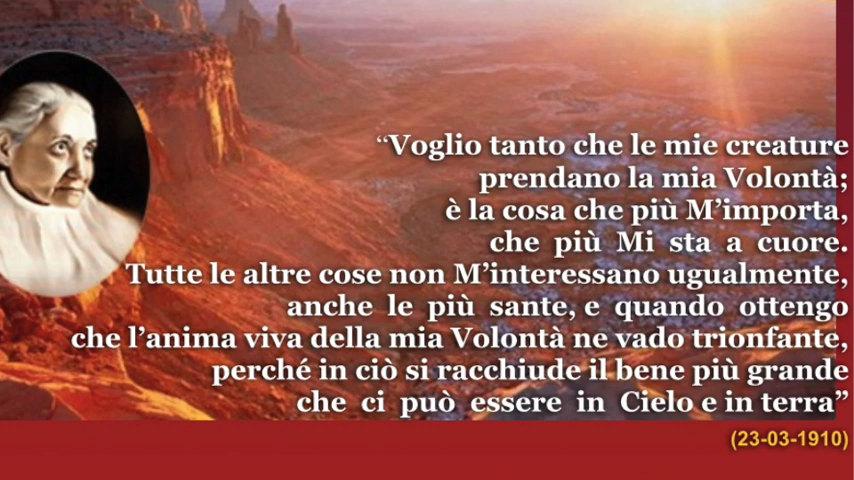 “Voglio tanto che le mie creature
prendano la mia Volontà;
è la cosa che più M’importa,
che più Mi sta a cuore.
Tutte le altre cose non M’interessano ugualmente,
anche le più sante, e quando ottengo
che l’anima viva della mia Volontà ne vado trionfante,
perché in ciò si racchiude il bene più grande
che ci può essere in Cielo e in terra”
(23-03-1910)